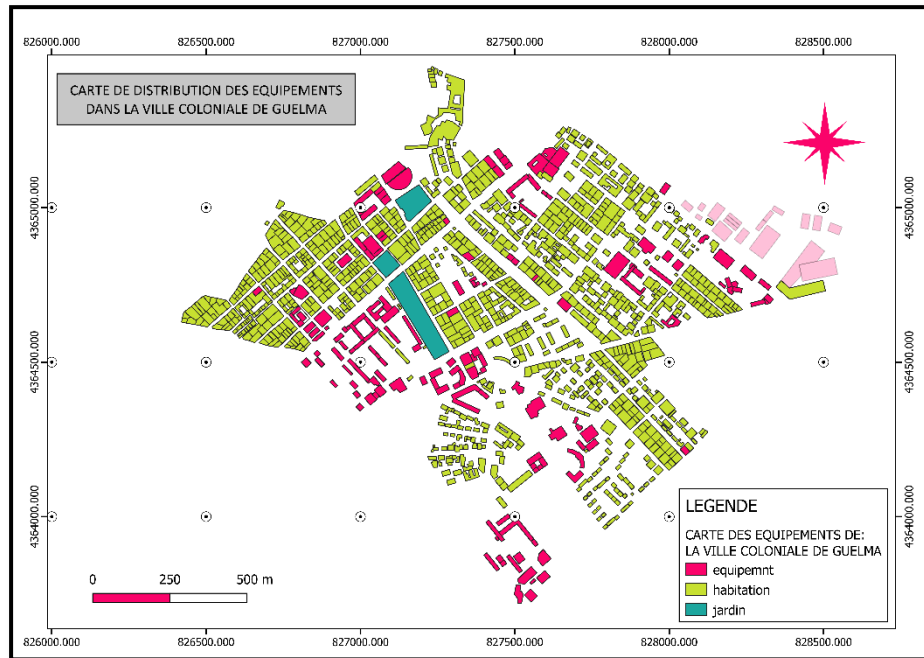 826000.000 826500.000 827000.000 827500.000 828000.000 828500.000
CARTE DE DISTRIBUTION DES EQUIPEMENTS
DANS LA VILLE COLONIALE DE GUELMA
4365000.000
4365000.000
4364500.000
4364500.000
4364000.000
4364000.000
LEGENDE
CARTE DES EQUIPEMENTS DE:
LA VILLE COLONIALE DE GUELMA
equipemnt
habitation
jardin
0 250 500 m
826000.000 826500.000 827000.000 827500.000 828000.000 828500.000